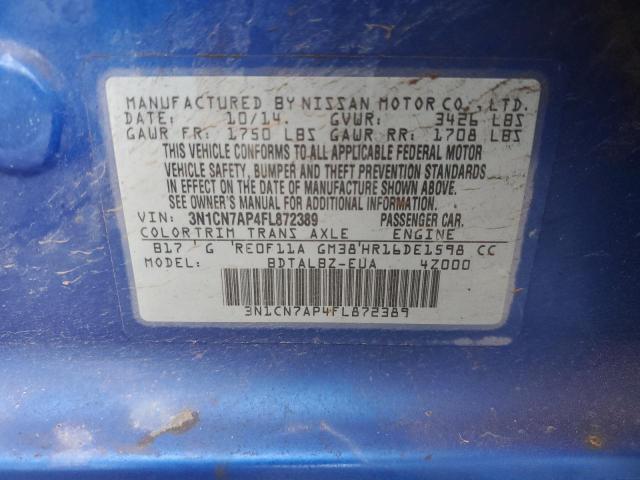 MANUFACTURED BY NISSAN MOTOR CO., LTD.
DATE: 10/14. GVWR: 3426 LBS
GAWR FR: 1750 LBS GAWR RR: 1708 LBS
THIS VEHICLE CONFORMS TO ALL APPLICABLE FEDERAL MOTOR
VEHICLE SAFETY, BUMPER AND THEFT PREVENTION STANDARDS
IN EFFECT ON THE DATE OF MANUFACTURE SHOWN ABOVE.
SEE OWNER'S MANUAL FOR ADDITIONAL INFORMATION.
VIN: 3N1CN7AP4FL872389 PASSENGER CAR.
COLOR TRIM TRANS AXLE ENGINE
B17 G 'RE0F11A GM38'HR16DE1598 CC
MODEL: BDTALBZ-EUA 4Z000
3N1CN7AP4FL872389